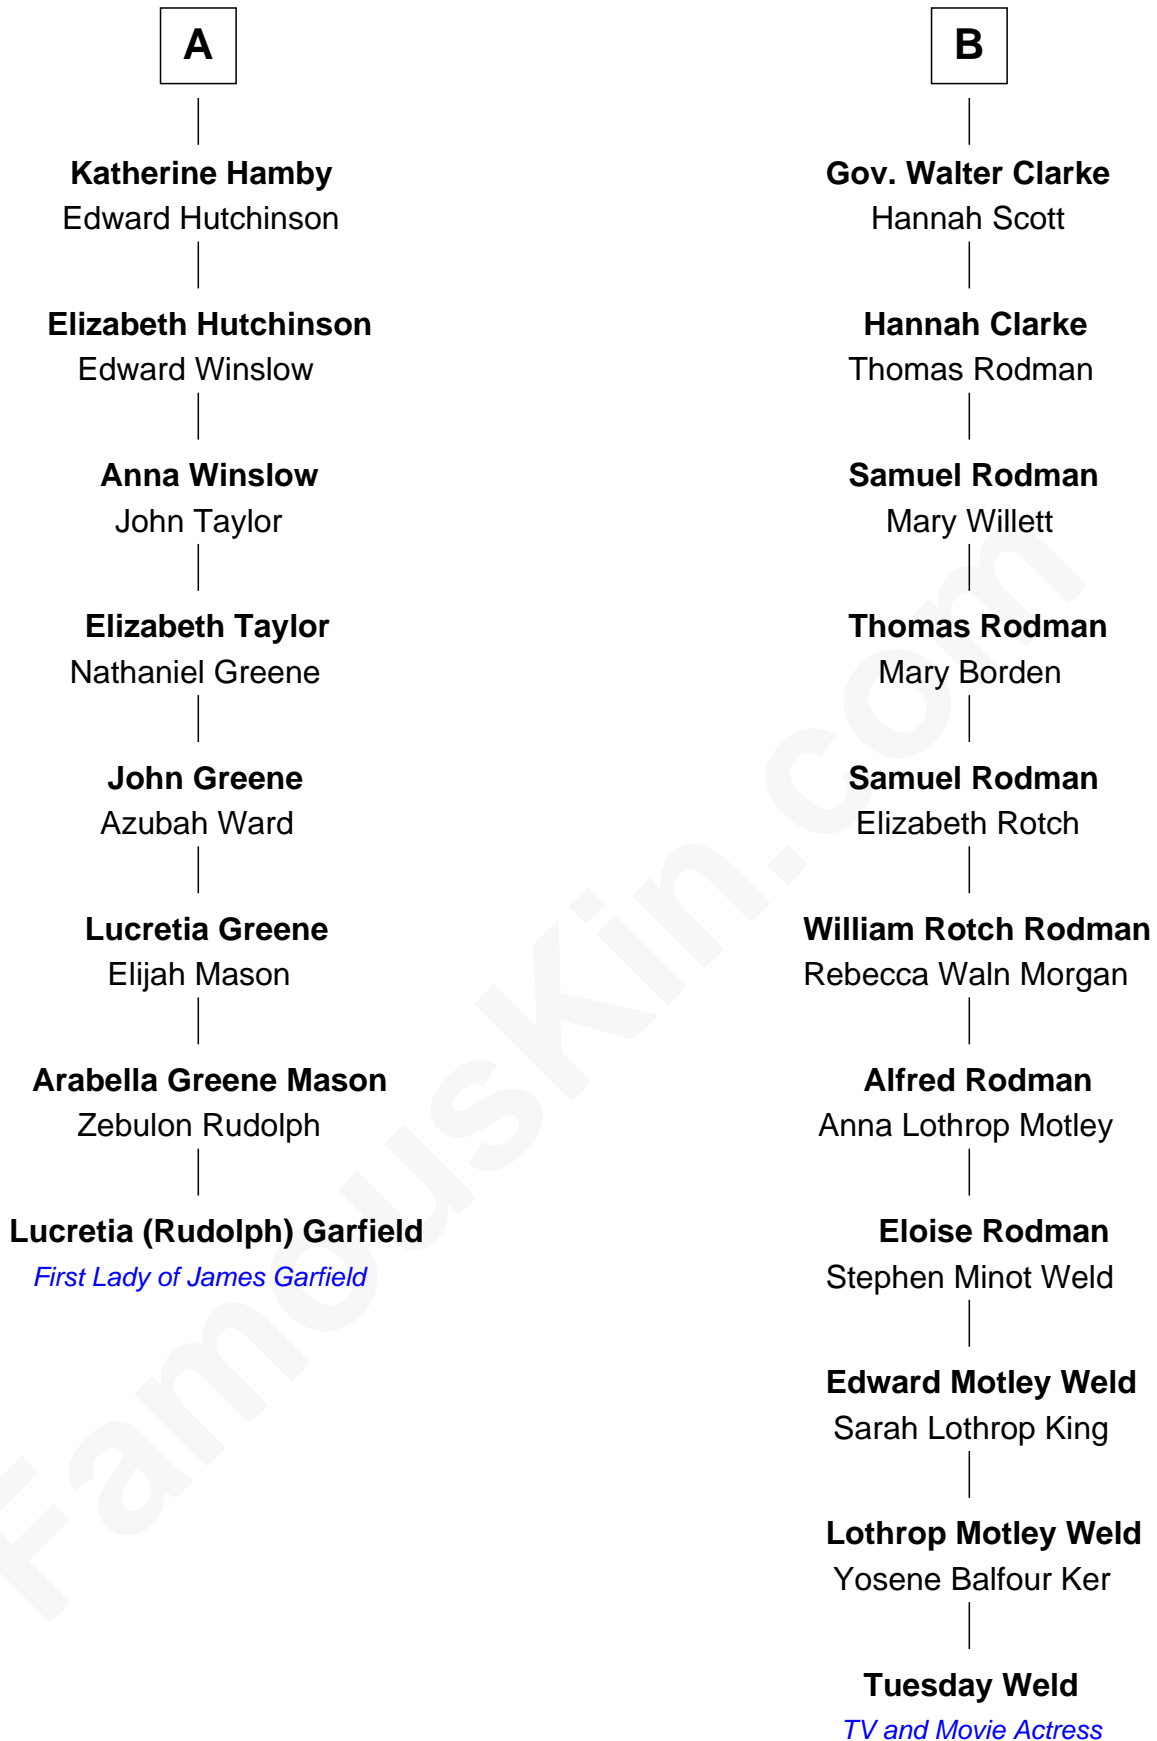 A
Katherine Hamby
Edward Hutchinson
Elizabeth Hutchinson
Edward Winslow
Anna Winslow
John Taylor
Elizabeth Taylor
Nathaniel Greene
John Greene
Azubah Ward
Lucretia Greene
Elijah Mason
Arabella Greene Mason
Zebulon Rudolph
Lucretia (Rudolph) Garfield
First Lady of James Garfield
B
Gov. Walter Clarke
Hannah Scott
Hannah Clarke
Thomas Rodman
Samuel Rodman
Mary Willett
Thomas Rodman
Mary Borden
Samuel Rodman
Elizabeth Rotch
William Rotch Rodman
Rebecca Waln Morgan
Alfred Rodman
Anna Lothrop Motley
Eloise Rodman
Stephen Minot Weld
Edward Motley Weld
Sarah Lothrop King
Lothrop Motley Weld
Yosene Balfour Ker
Tuesday Weld
TV and Movie Actress
FamousKin.com